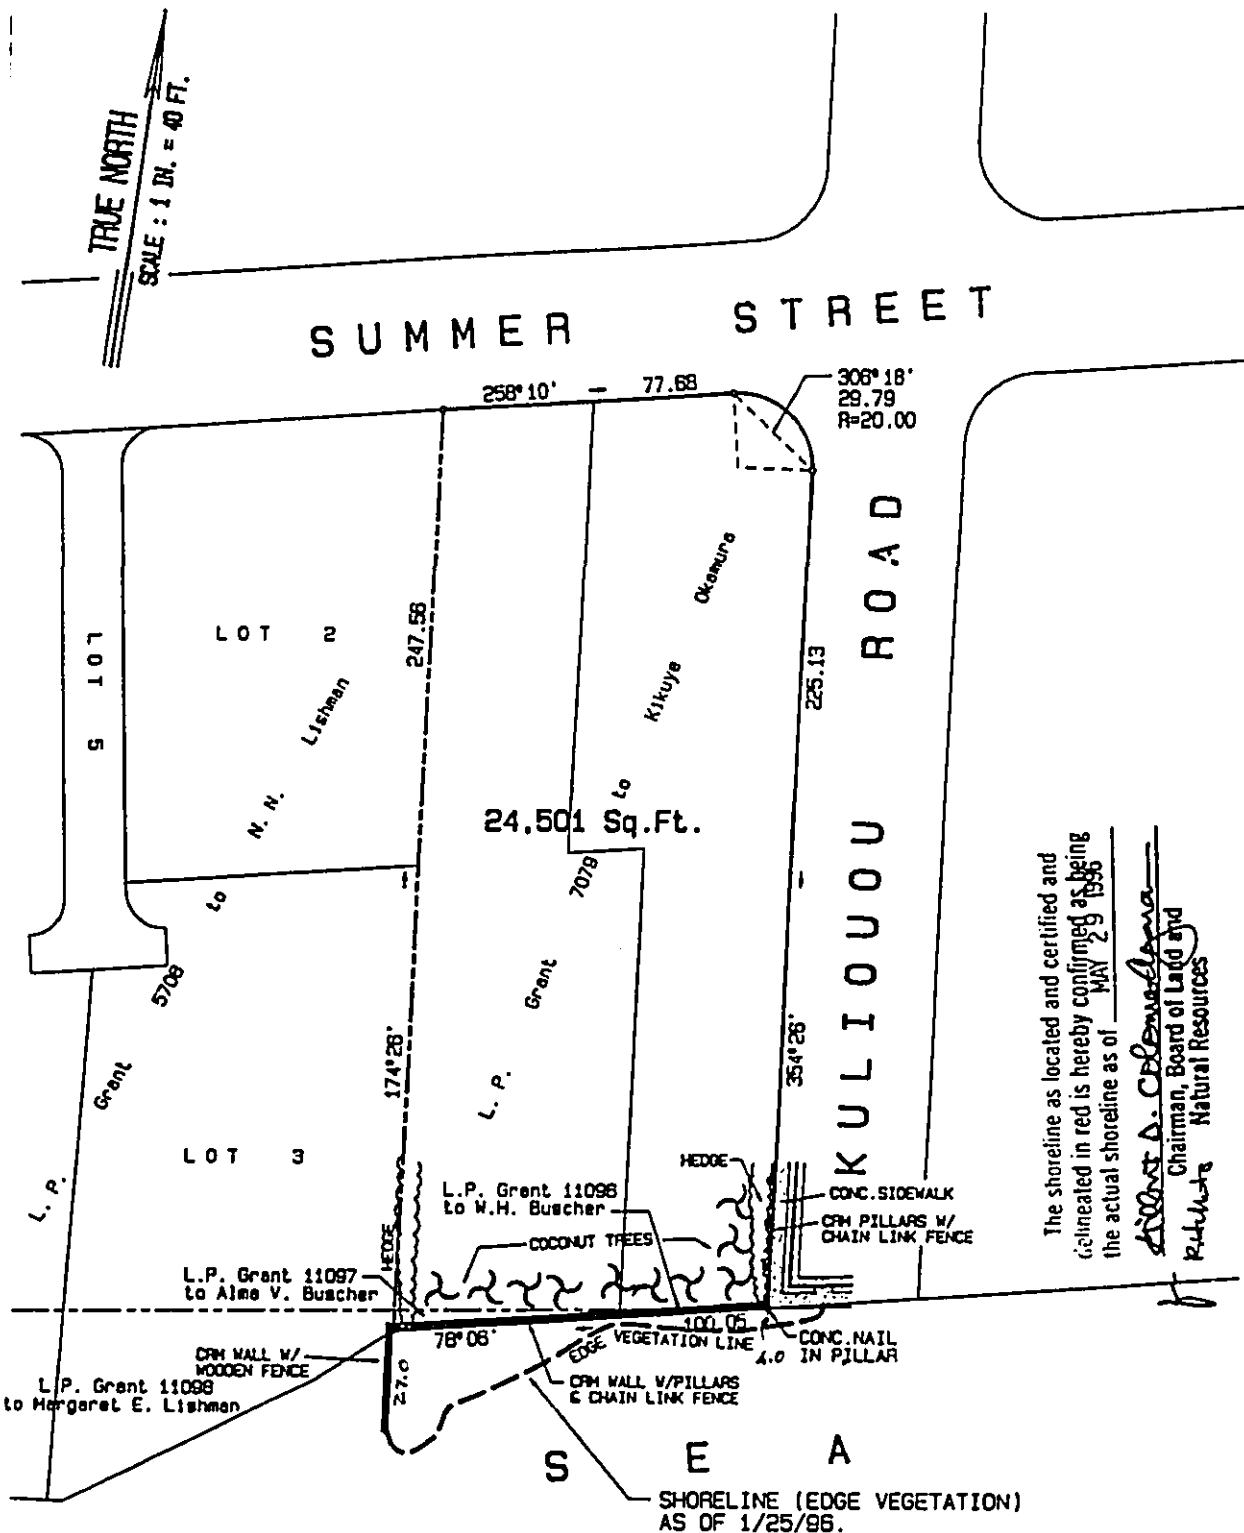 TRUE NORTH
SCALE : 1 IN. = 40 FT.
SUMMER STREET
258°10' 77.68
306°18'
29.79
R=20.00
KULIOUOU ROAD
LOT 5
LOT 2
247.56
225.13
L.P. Grant 5708 to N. N. Lishman
L. P. Grant 7079 to Kikuye Okamura
24,501 Sq.Ft.
174°26'
354°26'
LOT 3
HEDGE
HEDGE
L.P. Grant 11096
to W.H. Buscher
CONC.SIDEWALK
CRM PILLARS W/
CHAIN LINK FENCE
COCONUT TREES
L.P. Grant 11097
to Alma V. Buscher
78°06'
100.05
EDGE VEGETATION LINE
4.0
CONC.NAIL
IN PILLAR
CRM WALL W/
WOODEN FENCE
27.0
CRM WALL W/PILLARS
& CHAIN LINK FENCE
L.P. Grant 11098
to Margaret E. Lishman
SEA
SHORELINE (EDGE VEGETATION)
AS OF 1/25/96.
The shoreline as located and certified and
delineated in red is hereby confirmed as being
the actual shoreline as of MAY 29 1996
Chairman, Board of Land and
Natural Resources